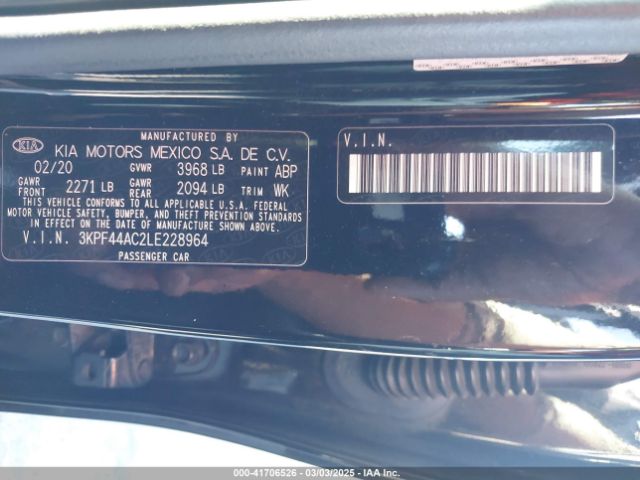 MANUFACTURED BY
KIA KIA MOTORS MEXICO S.A. DE C.V.
02/20 GVWR 3968 LB PAINT ABP
GAWR FRONT 2271 LB GAWR REAR 2094 LB TRIM WK
THIS VEHICLE CONFORMS TO ALL APPLICABLE U.S.A. FEDERAL
MOTOR VEHICLE SAFETY, BUMPER, AND THEFT PREVENTION STANDARDS
IN EFFECT ON THE DATE OF MANUFACTURE SHOWN ABOVE.
V.I.N. 3KPF44AC2LE228964
PASSENGER CAR
V.I.N.
000-41706526 - 03/03/2025 - IAA Inc.